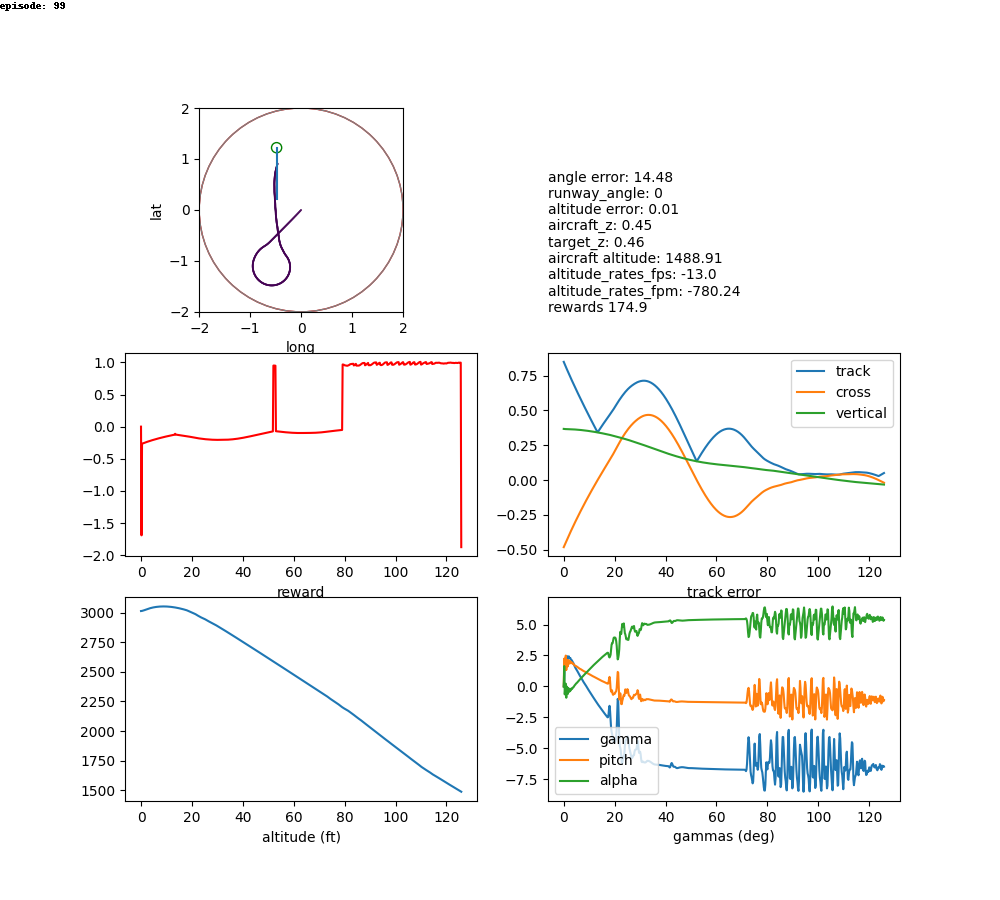 episode: 99
2
1
0
−1
−2
lat
−2
−1
0
1
2
long
angle error: 14.48
runway_angle: 0
altitude error: 0.01
aircraft_z: 0.45
target_z: 0.46
aircraft altitude: 1488.91
altitude_rates_fps: -13.0
altitude_rates_fpm: -780.24
rewards 174.9
1.0
0.5
0.0
−0.5
−1.0
−1.5
−2.0
0
20
40
60
80
100
120
reward
0.75
0.50
0.25
0.00
−0.25
−0.50
track
cross
vertical
0
20
40
60
80
100
120
track error
3000
2750
2500
2250
2000
1750
1500
0
20
40
60
80
100
120
altitude (ft)
5.0
2.5
0.0
−2.5
−5.0
−7.5
gamma
pitch
alpha
0
20
40
60
80
100
120
gammas (deg)